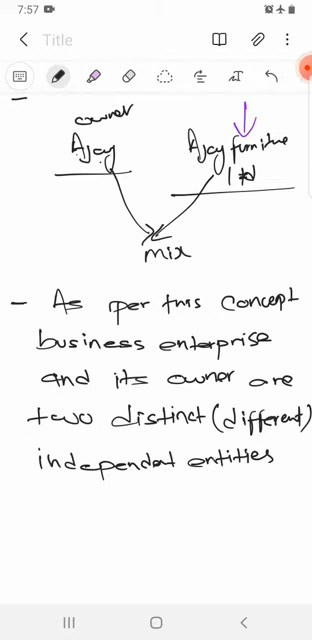 7:57
Title
owner
Ajay Ajay furniture
ltd
mix
- As per this concept
business enterprise
and its owner are
two distinct (different)
independent entities